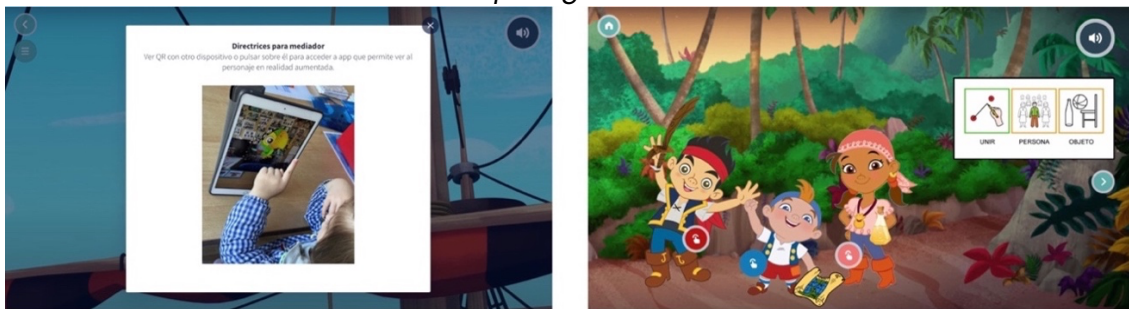 Directrices para mediador
Ver QR con otro dispositivo o pulsar sobre él para acceder a app que permite ver al
personaje en realidad aumentada.
UNIR PERSONA OBJETO